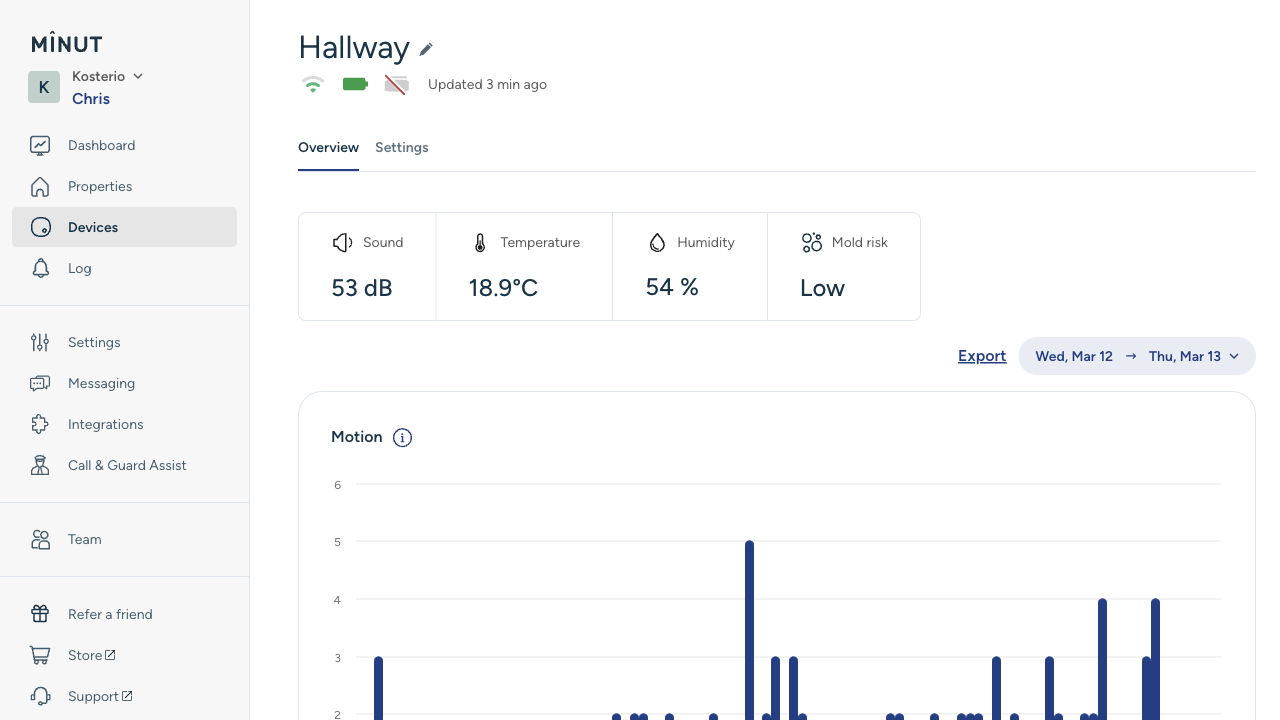 MÎNUT
K
Kosterio
Chris
Dashboard
Properties
Devices
Log
Settings
Messaging
Integrations
Call & Guard Assist
Team
Refer a friend
Store
Support
Hallway
Updated 3 min ago
Overview Settings
Sound Temperature Humidity Mold risk
53 dB 18.9°C 54 % Low
Export Wed, Mar 12 → Thu, Mar 13
Motion
6
5
4
3
2